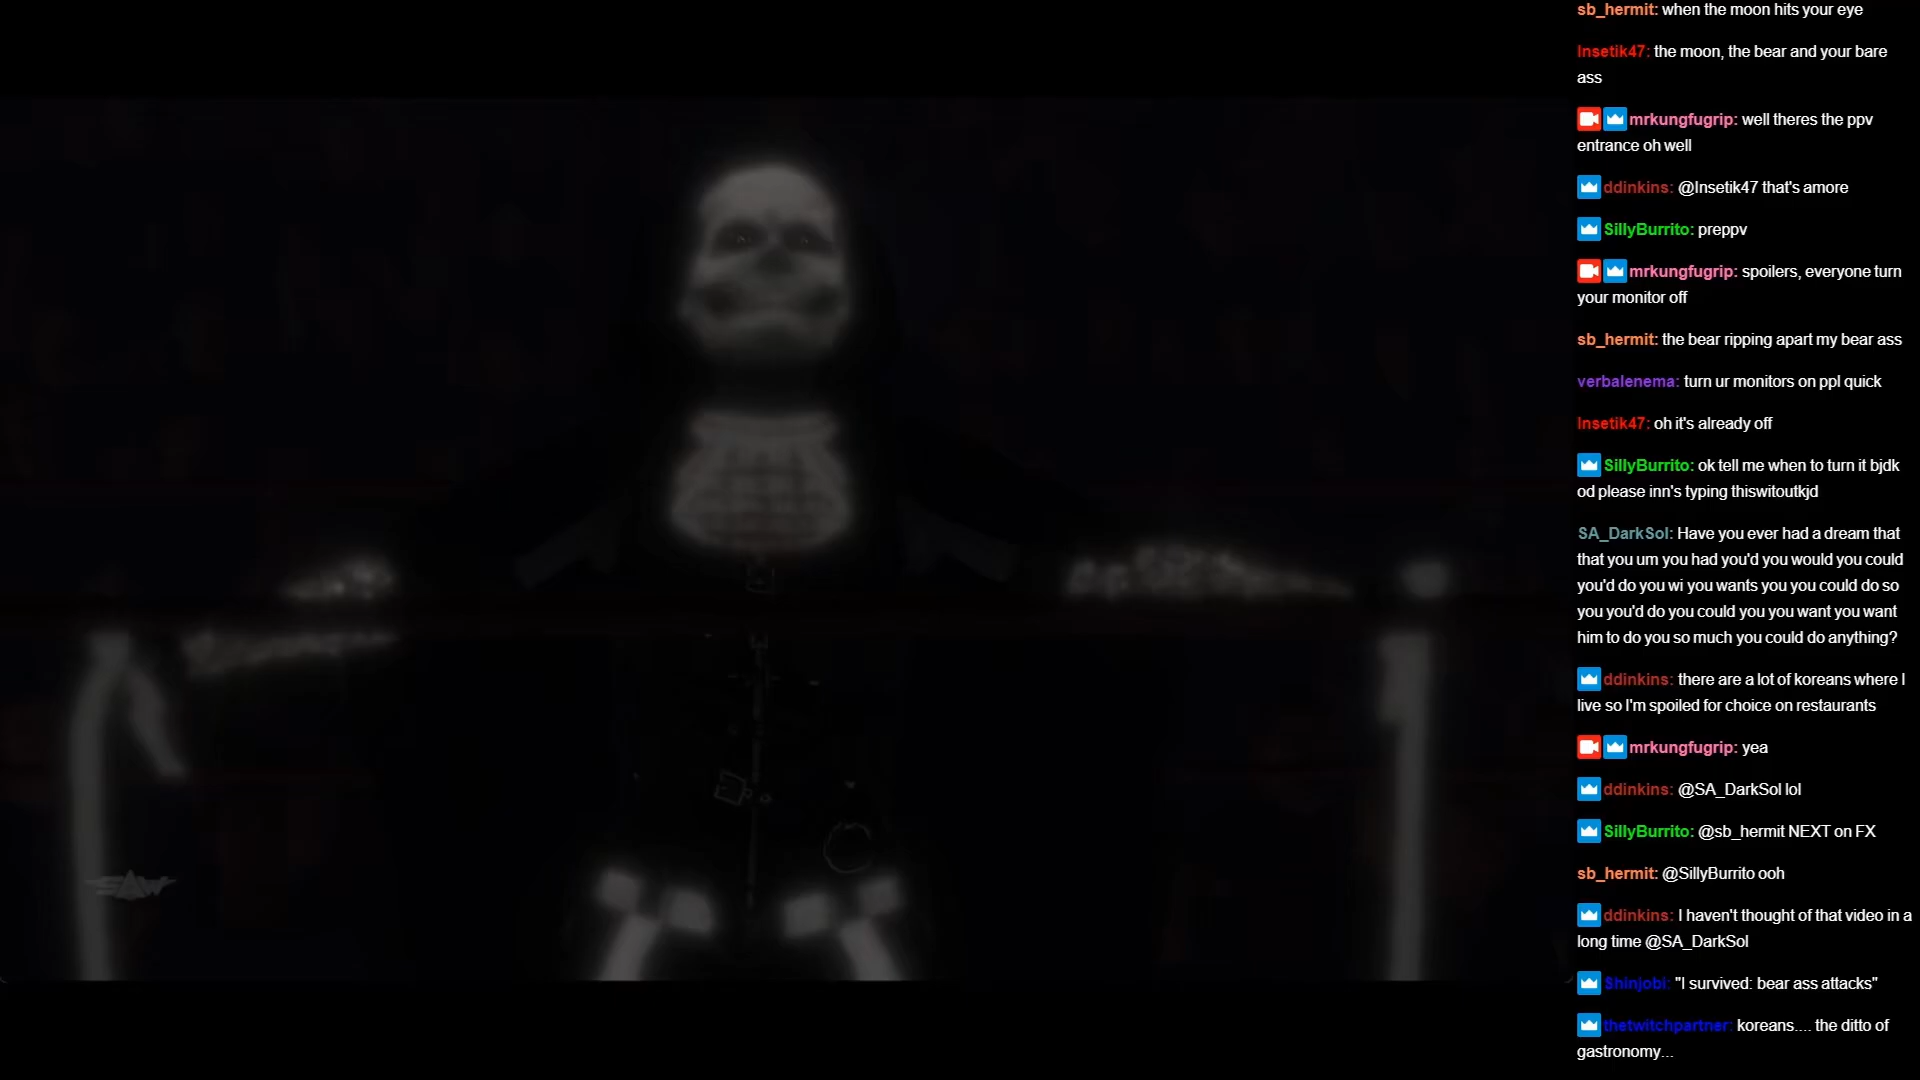 sb_hermit: when the moon hits your eye
Insetik47: the moon, the bear and your bare
ass
mrkungfugrip: well theres the ppv
entrance oh well
ddinkins: @Insetik47 that's amore
SillyBurrito: preppv
mrkungfugrip: spoilers, everyone turn
your monitor off
sb_hermit: the bear ripping apart my bear ass
verbalenema: turn ur monitors on ppl quick
Insetik47: oh it's already off
SillyBurrito: ok tell me when to turn it bjdk
od please inn's typing thiswitoutkjd
SA_DarkSol: Have you ever had a dream that
that you um you had you'd you would you could
you'd do you wi you wants you you could do so
you you'd do you could you you want you want
him to do you so much you could do anything?
ddinkins: there are a lot of koreans where I
live so I'm spoiled for choice on restaurants
mrkungfugrip: yea
ddinkins: @SA_DarkSol lol
SillyBurrito: @sb_hermit NEXT on FX
sb_hermit: @SillyBurrito ooh
ddinkins: I haven't thought of that video in a
long time @SA_DarkSol
Shinjobi: "I survived: bear ass attacks"
thetwitchpartner: koreans.... the ditto of
gastronomy...